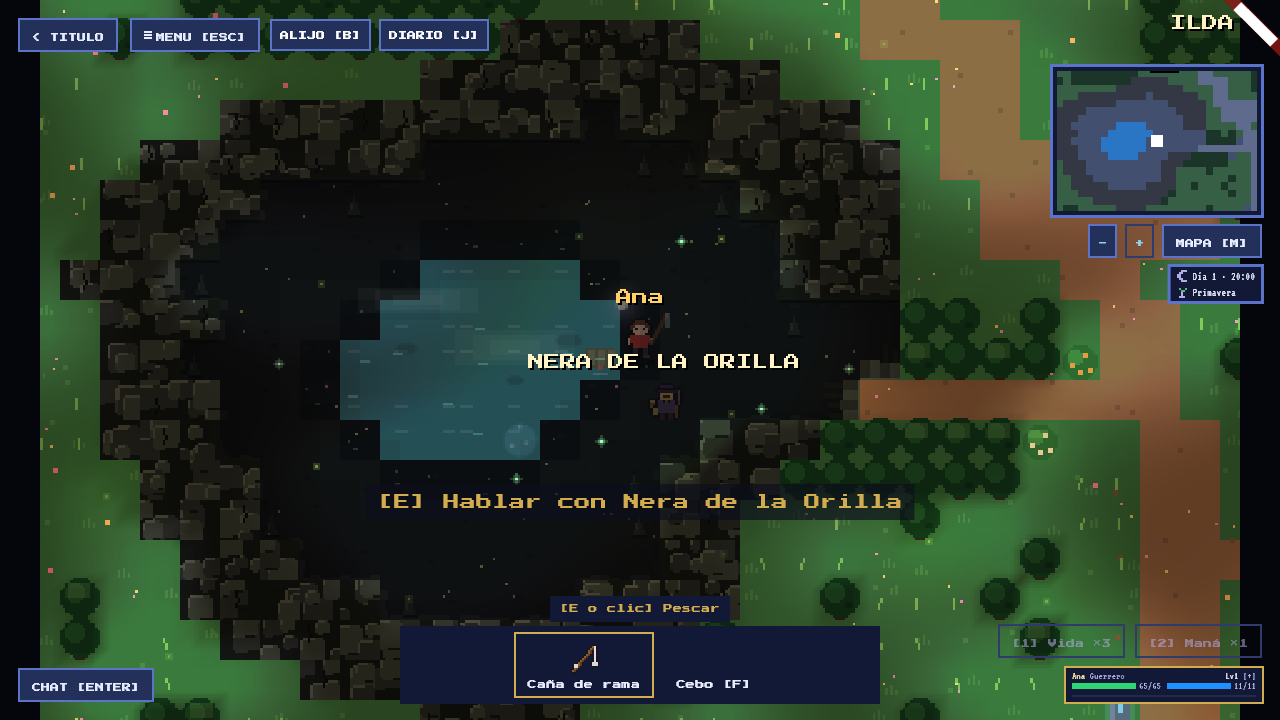 < TITULO
≡MENU [ESC]
ALIJO [B]
DIARIO [J]
ILDA
− + MAPA [M]
Día 1 · 20:00
Primavera
Ana
NERA DE LA ORILLA
[E] Hablar con Nera de la Orilla
[E o clic] Pescar
Caña de rama
Cebo [F]
CHAT [ENTER]
[1] Vida ×3
[2] Maná ×1
Ana Guerrero
Lv1 [+]
65/65
11/11